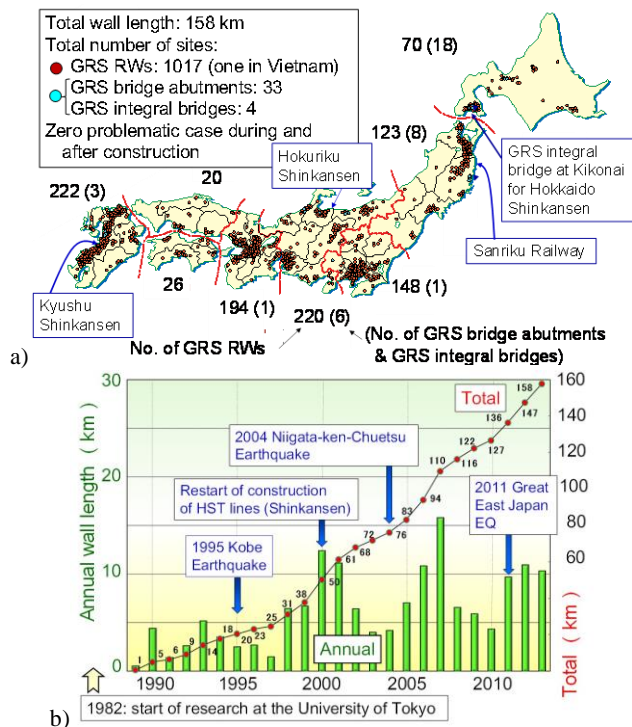 Total wall length: 158 km
Total number of sites:
GRS RWs: 1017 (one in Vietnam)
GRS bridge abutments: 33
GRS integral bridges: 4
Zero problematic case during and
after construction
70 (18)
123 (8)
GRS integral
bridge at Kikonai
for Hokkaido
Shinkansen
Hokuriku
Shinkansen
20
222 (3)
Sanriku Railway
Kyushu
Shinkansen
26
194 (1)
148 (1)
220 (6)
No. of GRS RWs
(No. of GRS bridge abutments
& GRS integral bridges)
a)
Annual wall length ( km )
30
20
10
0
Total
2004 Niigata-ken-Chuetsu
Earthquake
Restart of construction
of HST lines (Shinkansen)
1995 Kobe
Earthquake
2011 Great
East Japan
EQ
1
5
6
9
14
18
20
23
25
31
38
50
61
68
72
76
83
94
110
116
122
127
136
147
158
Annual
160
140
120
100
80
60
Total ( km )
1990
1995
2000
2005
2010
1982: start of research at the University of Tokyo
b)